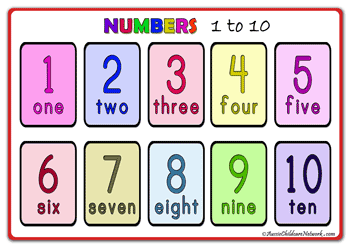 NUMBERS 1 to 10
1 2 3 4 5
one two three four five
6 7 8 9 10
six seven eight nine ten
©AussieChildcareNetwork.com